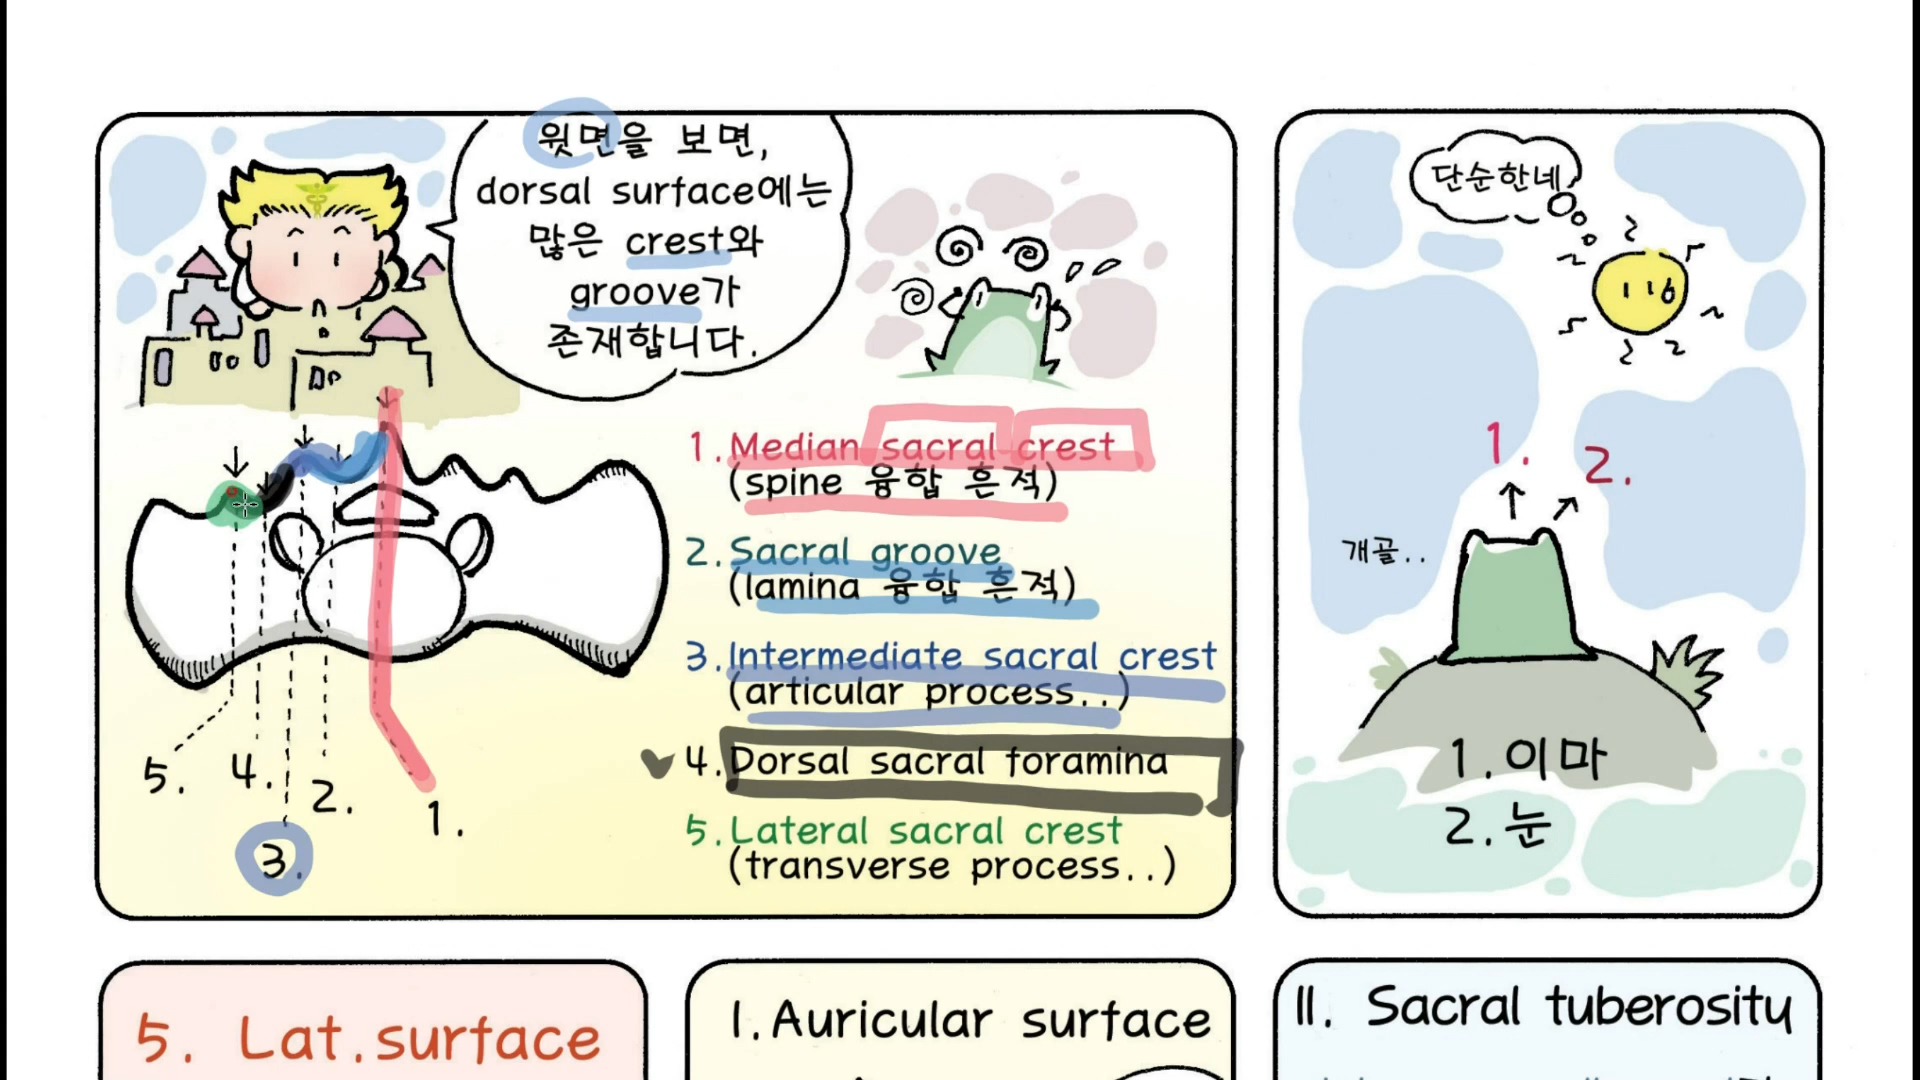 윗면을 보면,
dorsal surface에는
많은 crest와
groove가
존재합니다.
1. Median sacral crest
(spine 융합 흔적)
2. Sacral groove
(lamina 융합 흔적)
3. Intermediate sacral crest
(articular process..)
4. Dorsal sacral foramina
5. Lateral sacral crest
(transverse process..)
5.
4.
3.
2.
1.
단순한네
1.
2.
개골..
1. 이마
2. 눈
5. Lat. surface
I. Auricular surface
II. Sacral tuberosity